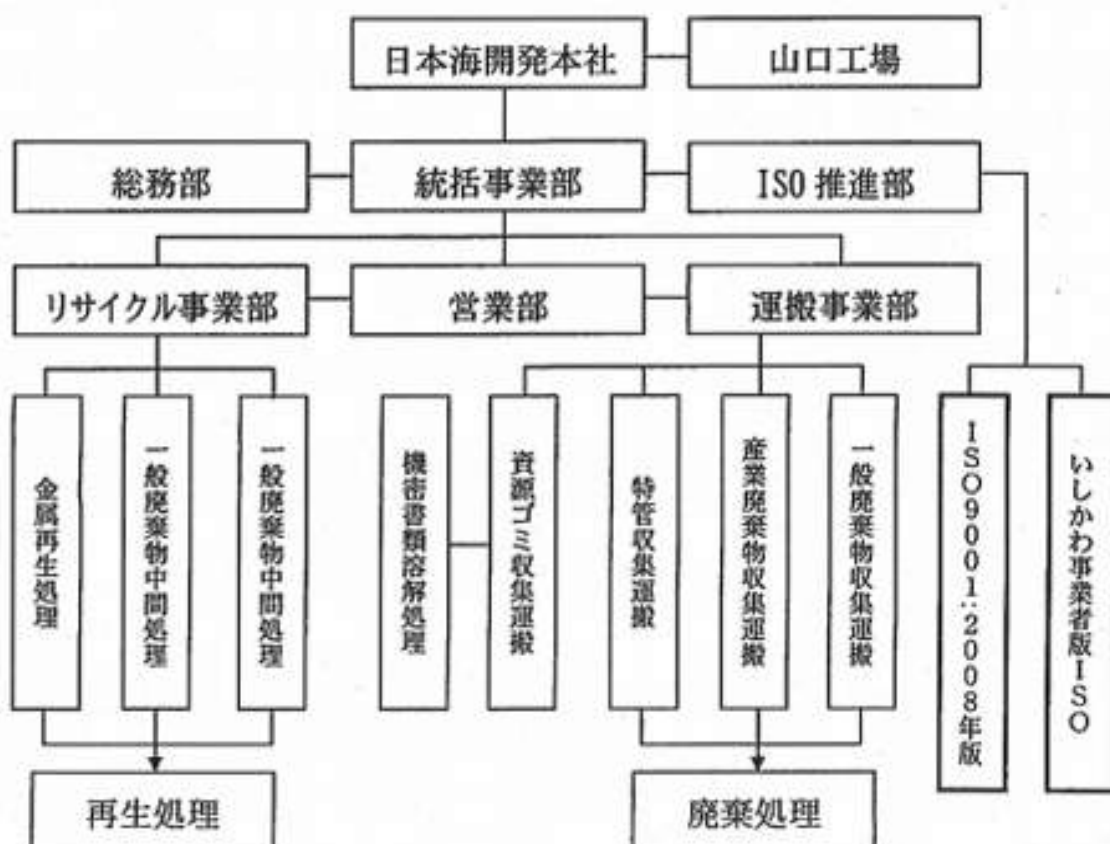 日本海開発本社
山口工場
総務部
統括事業部
ISO 推進部
リサイクル事業部
営業部
運搬事業部
金属再生処理
一般廃棄物中間処理
一般廃棄物中間処理
機密書類溶解処理
資源ゴミ収集運搬
特管収集運搬
産業廃棄物収集運搬
一般廃棄物収集運搬
ISO9001:2008年版
いしかわ事業者版ISO
再生処理
廃棄処理